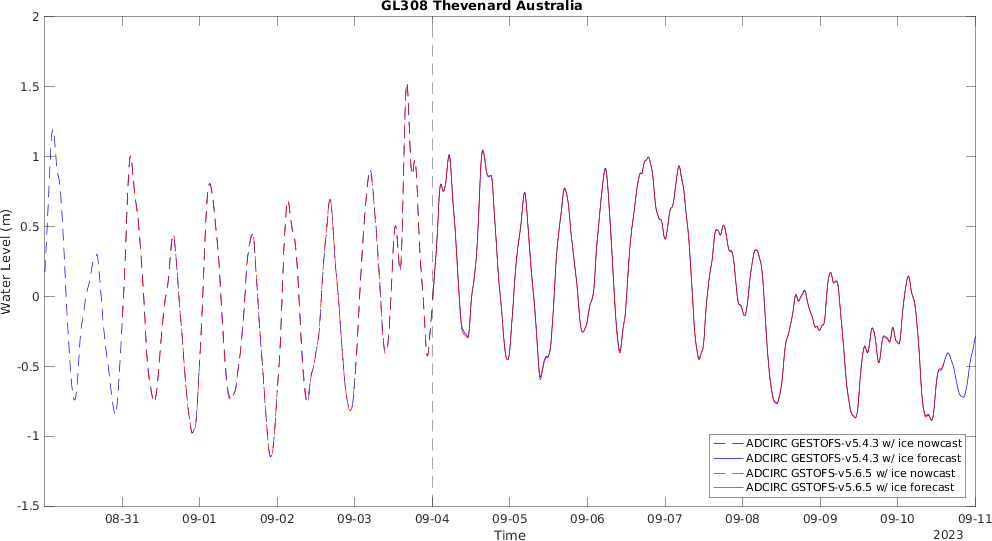 GL308 Thevenard Australia
2
1.5
1
0.5
0
-0.5
-1
-1.5
Water Level (m)
ADCIRC GESTOFS-v5.4.3 w/ ice nowcast
ADCIRC GESTOFS-v5.4.3 w/ ice forecast
ADCIRC GSTOFS-v5.6.5 w/ ice nowcast
ADCIRC GSTOFS-v5.6.5 w/ ice forecast
08-31 09-01 09-02 09-03 09-04 09-05 09-06 09-07 09-08 09-09 09-10 09-11
Time 2023